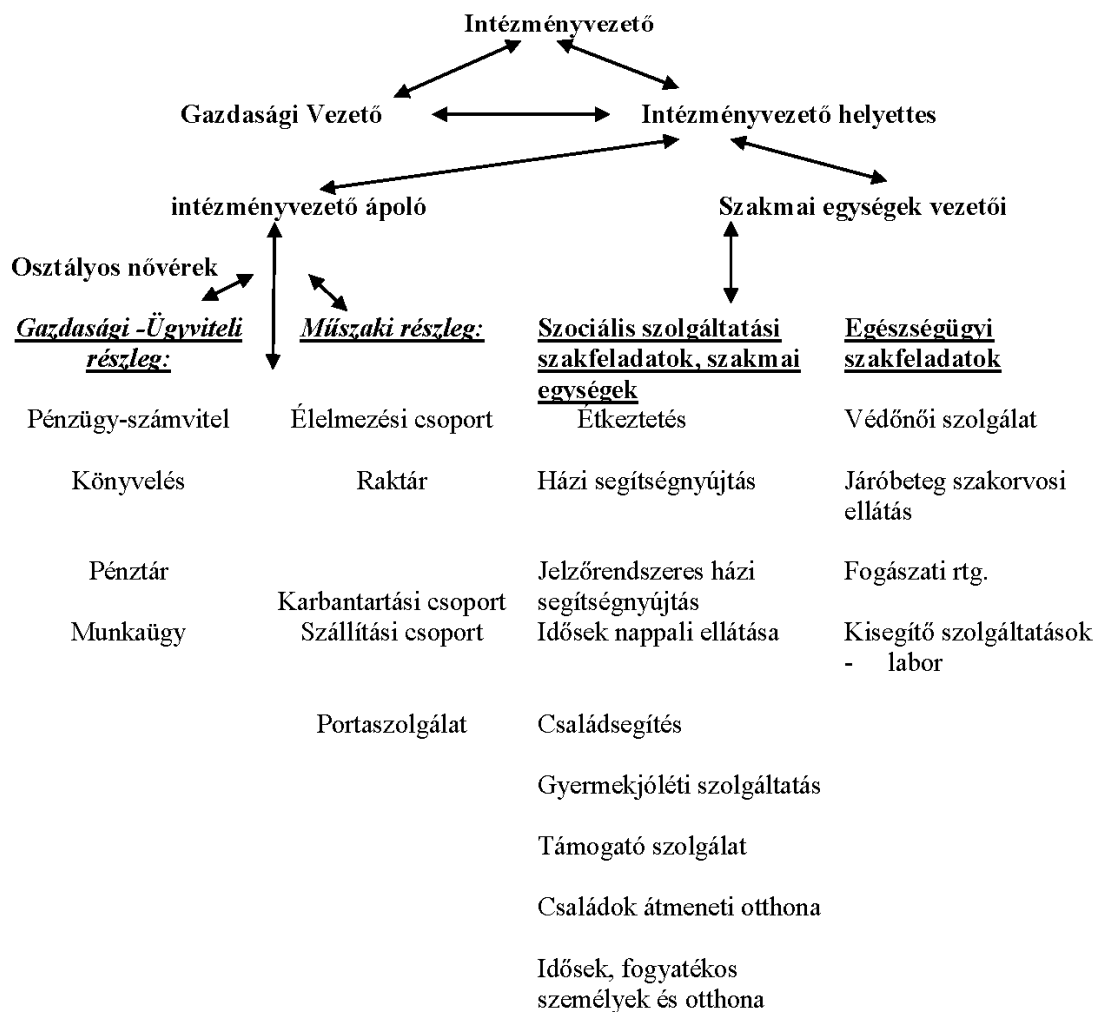 Intézményvezető
Gazdasági Vezető
Intézményvezető helyettes
intézményvezető ápoló
Szakmai egységek vezetői
Osztályos nővérek
Gazdasági -Ügyviteli
részleg:
Pénzügy-számvitel
Könyvelés
Pénztár
Munkaügy
Műszaki részleg:
Élelmezési csoport
Raktár
Karbantartási csoport
Szállítási csoport
Portaszolgálat
Szociális szolgáltatási
szakfeladatok, szakmai
egységek
Étkeztetés
Házi segítségnyújtás
Jelzőrendszeres házi
segítségnyújtás
Idősek nappali ellátása
Családsegítés
Gyermekjóléti szolgáltatás
Támogató szolgálat
Családok átmeneti otthona
Idősek, fogyatékos
személyek és otthona
Egészségügyi
szakfeladatok
Védőnői szolgálat
Járóbeteg szakorvosi
ellátás
Fogászati rtg.
Kisegítő szolgáltatások
- labor